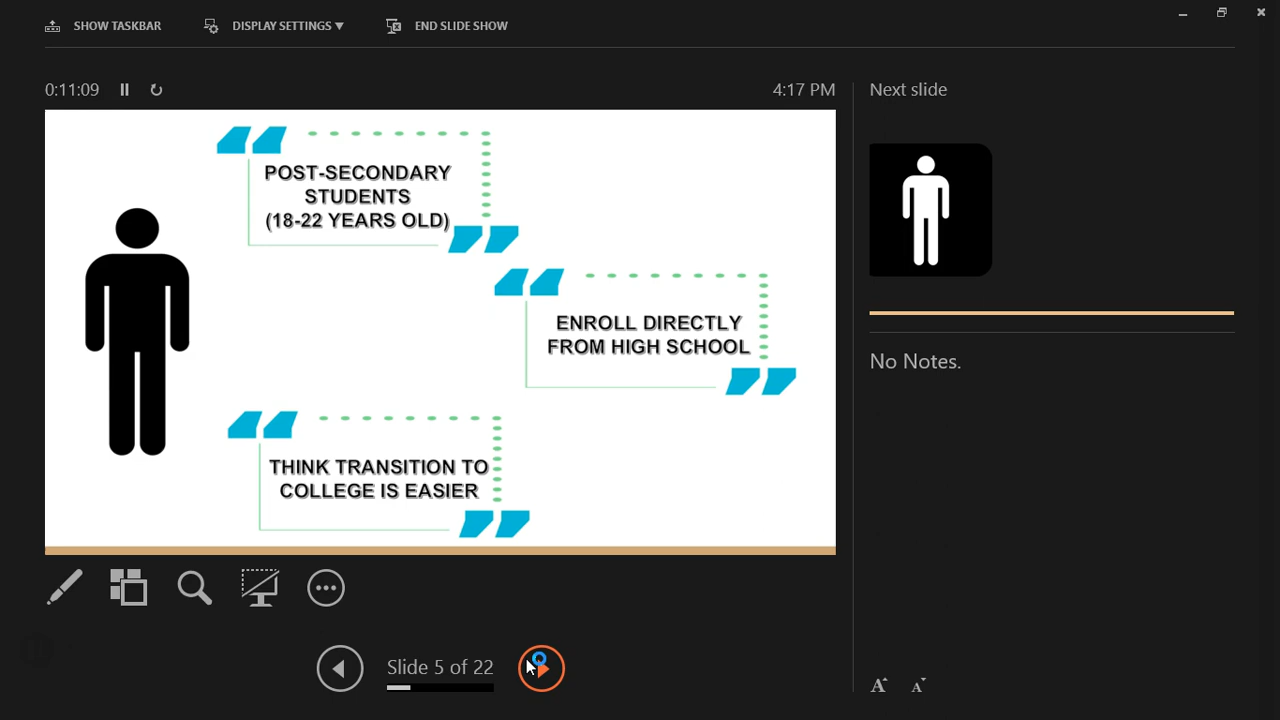 SHOW TASKBAR
DISPLAY SETTINGS ▼
END SLIDE SHOW
0:11:09
4:17 PM
Next slide
POST-SECONDARY
STUDENTS
(18-22 YEARS OLD)
ENROLL DIRECTLY
FROM HIGH SCHOOL
THINK TRANSITION TO
COLLEGE IS EASIER
No Notes.
Slide 5 of 22
A A